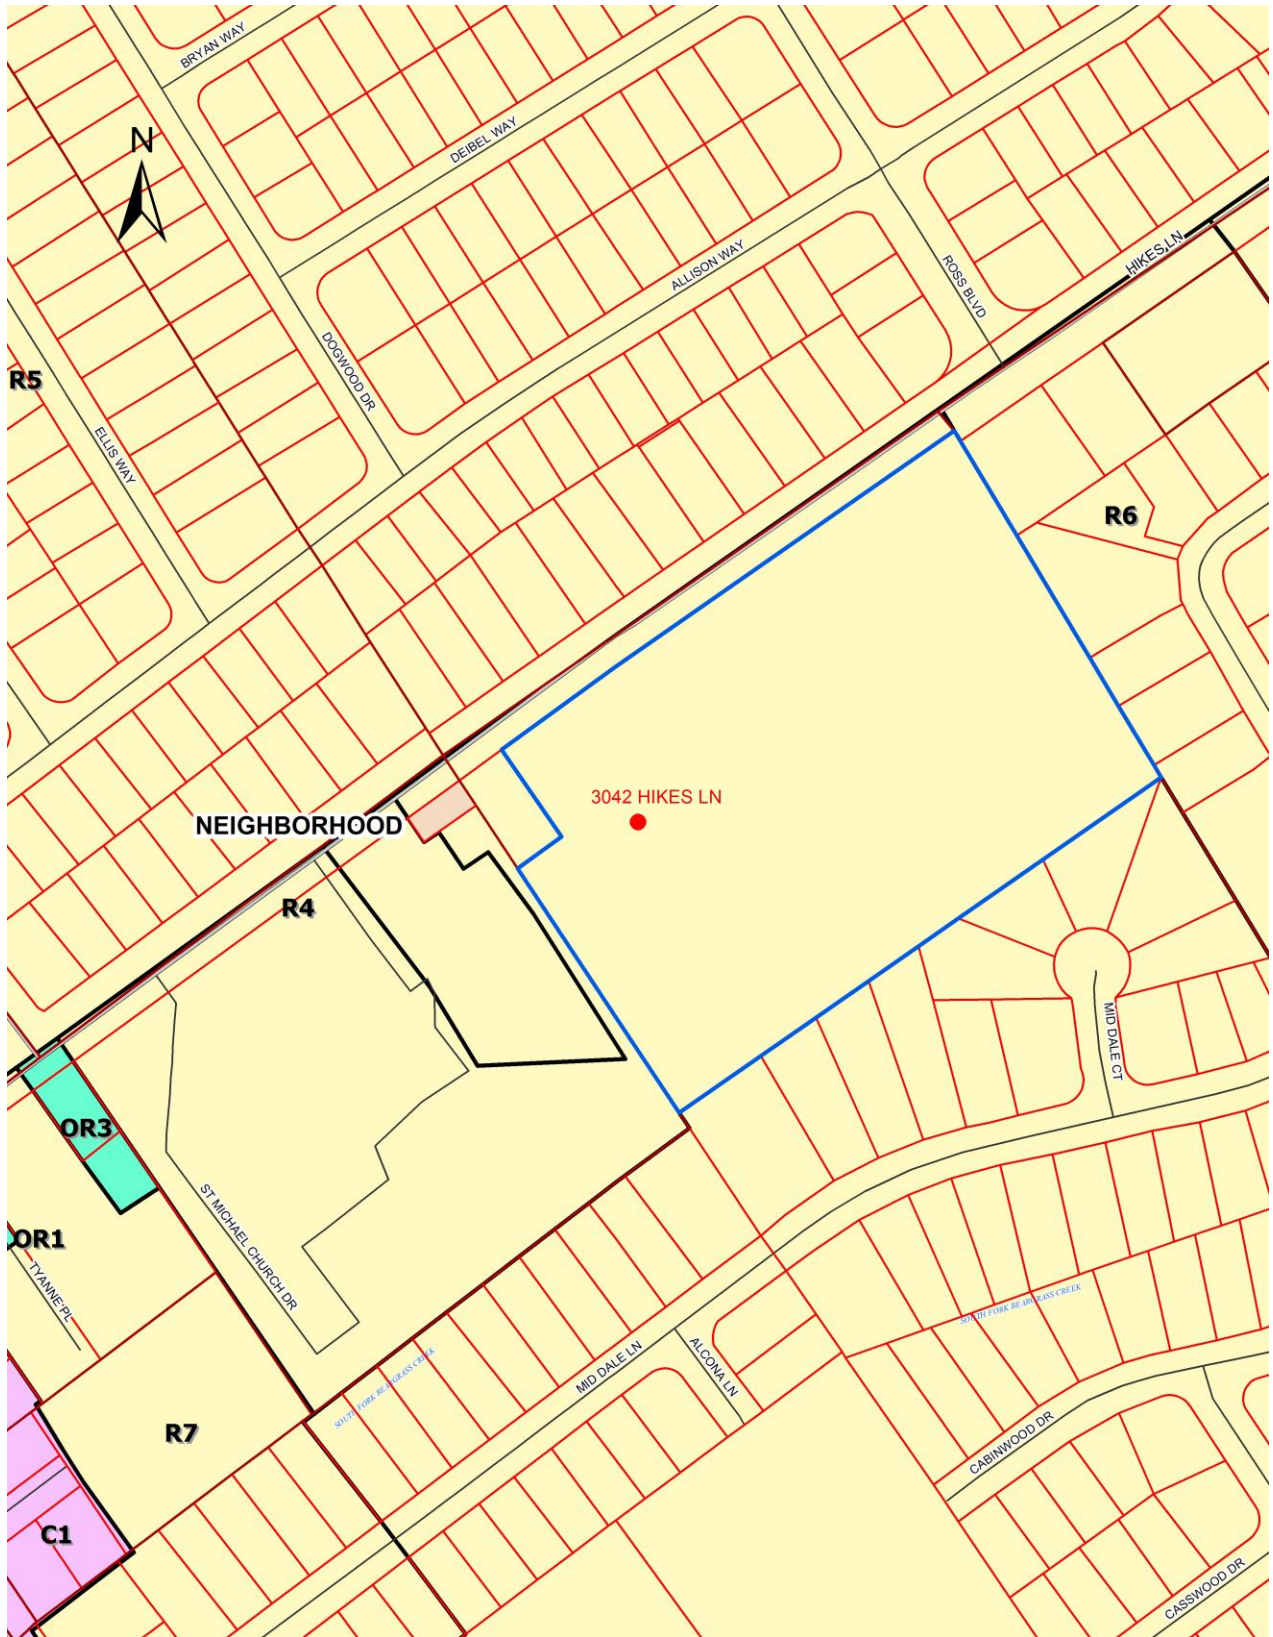 BRYAN WAY
N
DEIBEL WAY
ALLISON WAY
HIKES LN
ROSS BLVD
DOGWOOD DR
R5
ELLIS WAY
R6
3042 HIKES LN
NEIGHBORHOOD
R4
MID DALE CT
OR3
ST MICHAEL CHURCH DR
OR1
TYANNE PL
SOUTH FORK BEARGRASS CREEK
MID DALE LN
ALCONA LN
SOUTH FORK BEARGRASS CREEK
R7
CABINWOOD DR
C1
CASSWOOD DR